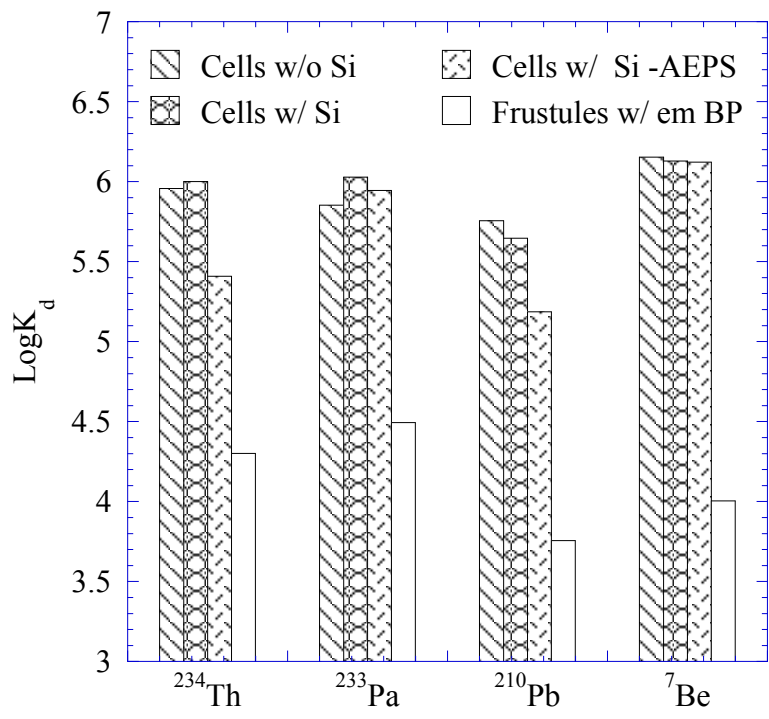 7
Cells w/o Si
Cells w/ Si -AEPS
6.5
Cells w/ Si
Frustules w/ em BP
6
5.5
5
4.5
4
3.5
3
LogK_d
²³⁴Th
²³³Pa
²¹⁰Pb
⁷Be